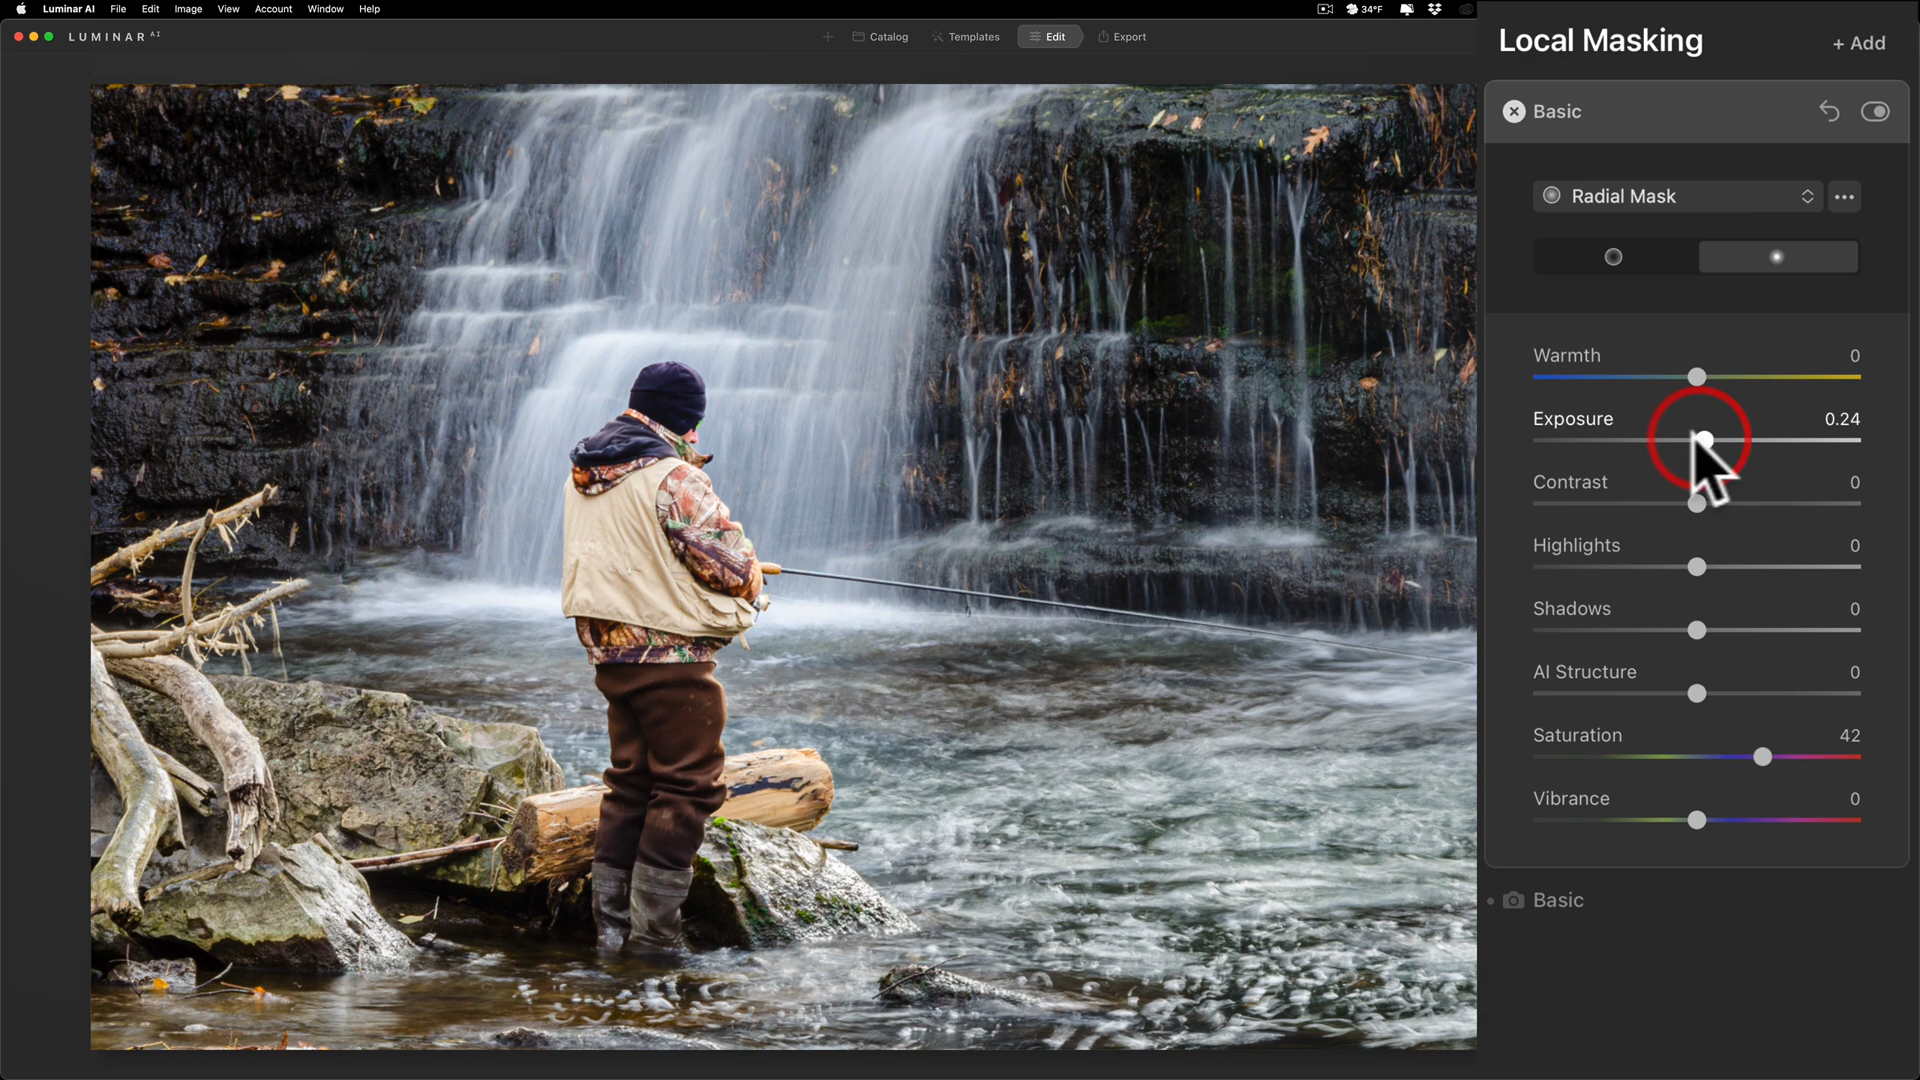 Luminar AI File Edit Image View Account Window Help 34°F
LUMINAR AI
Catalog Templates Edit Export
Local Masking + Add
Basic
Radial Mask
Warmth 0
Exposure 0.24
Contrast 0
Highlights 0
Shadows 0
AI Structure 0
Saturation 42
Vibrance 0
Basic